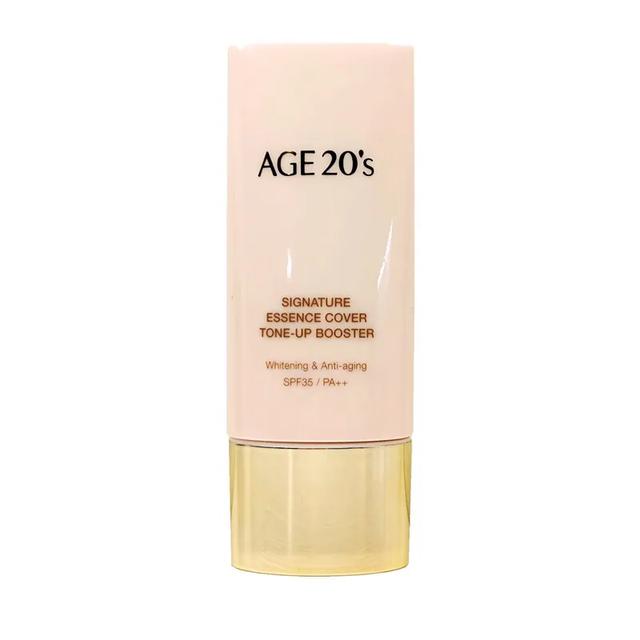 AGE 20's
SIGNATURE
ESSENCE COVER
TONE-UP BOOSTER
Whitening & Anti-aging
SPF35 / PA++